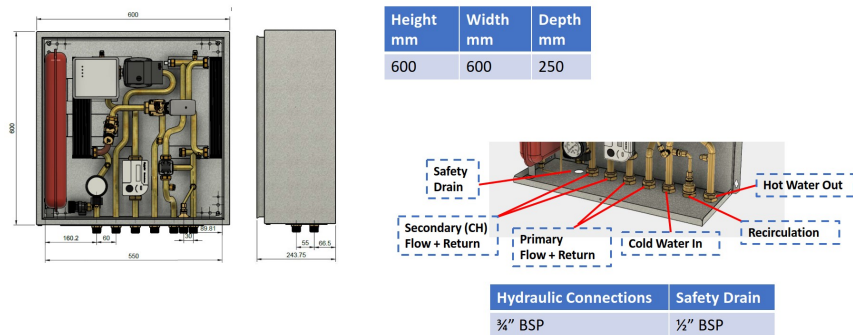 600
600
160.2
60
30
89.81
550
55
66.5
243.75
Height
mm
Width
mm
Depth
mm
600
600
250
Safety
Drain
Secondary (CH)
Flow + Return
Primary
Flow + Return
Cold Water In
Recirculation
Hot Water Out
Hydraulic Connections
Safety Drain
¾” BSP
½” BSP